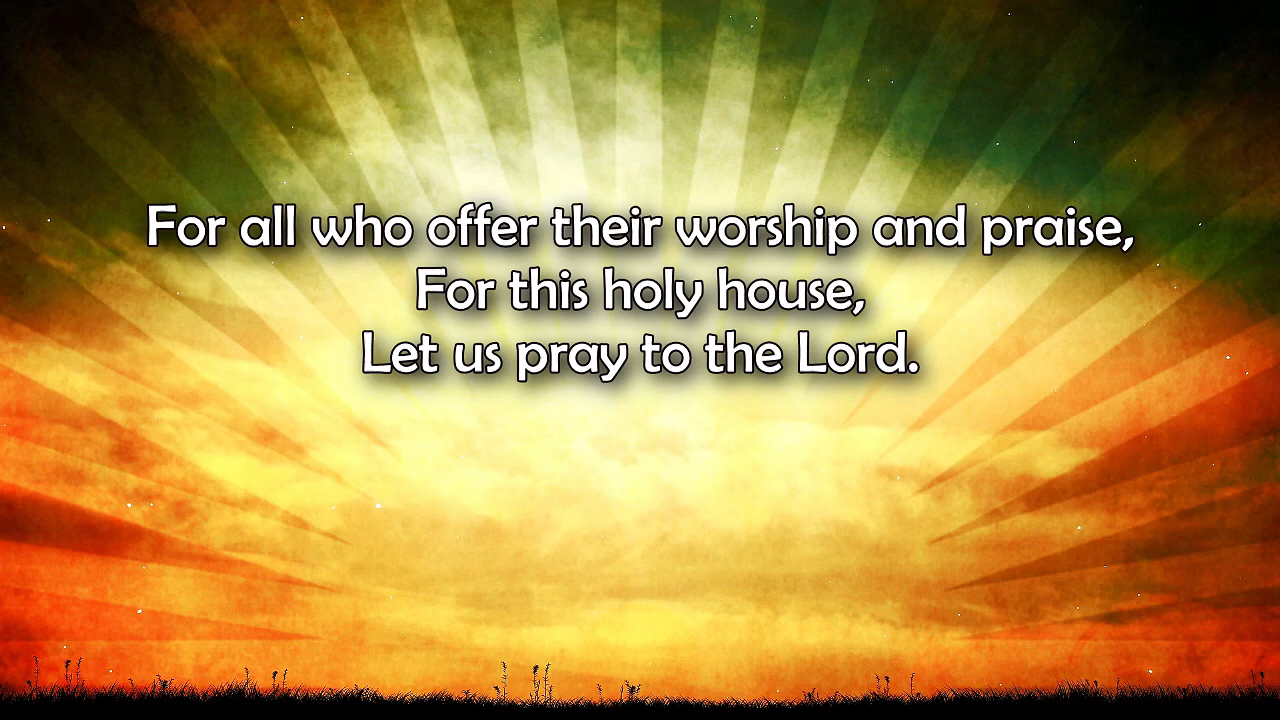 For all who offer their worship and praise,
For this holy house,
Let us pray to the Lord.